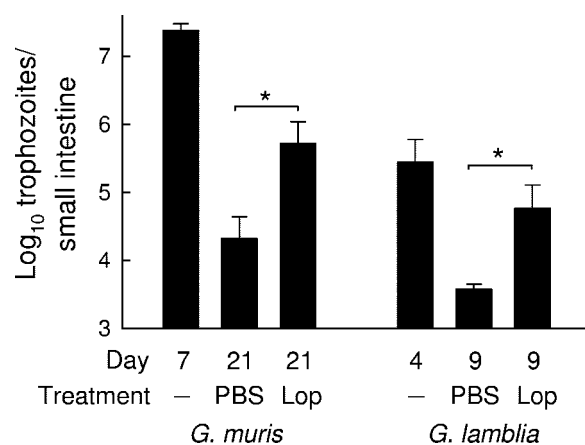 Log10 trophozoites/
small intestine
7
6
5
4
3
*
*
Day 7 21 21 4 9 9
Treatment – PBS Lop – PBS Lop
G. muris G. lamblia